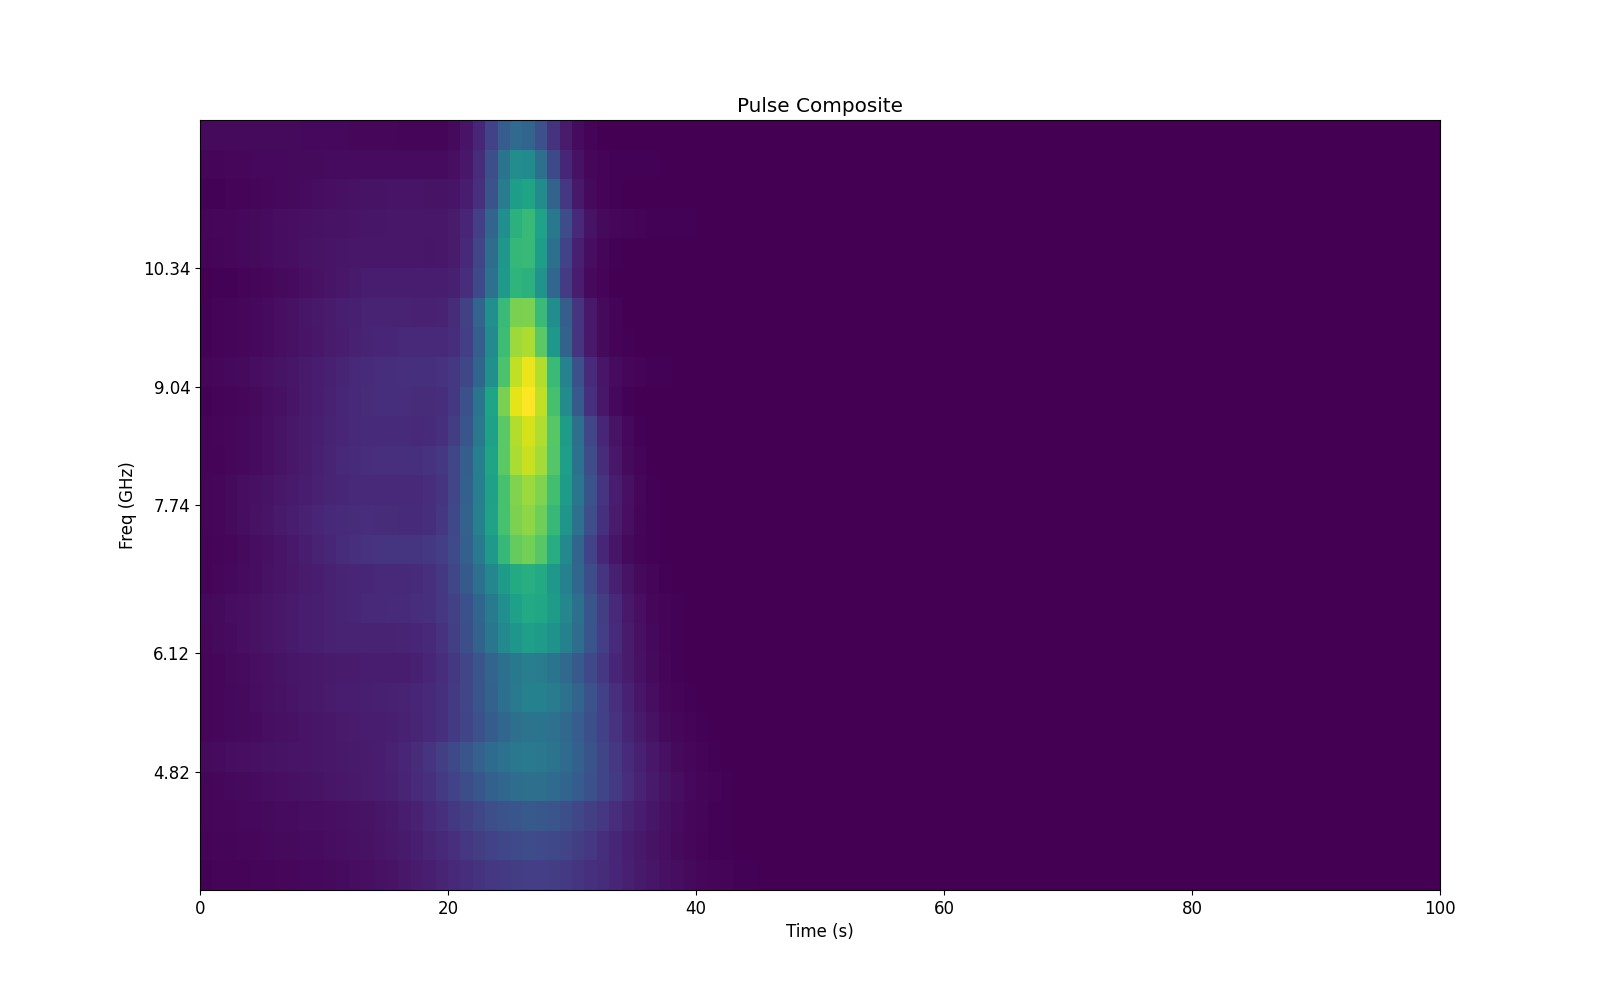 Pulse Composite
10.34
9.04
7.74
6.12
4.82
Freq (GHz)
0 20 40 60 80 100
Time (s)